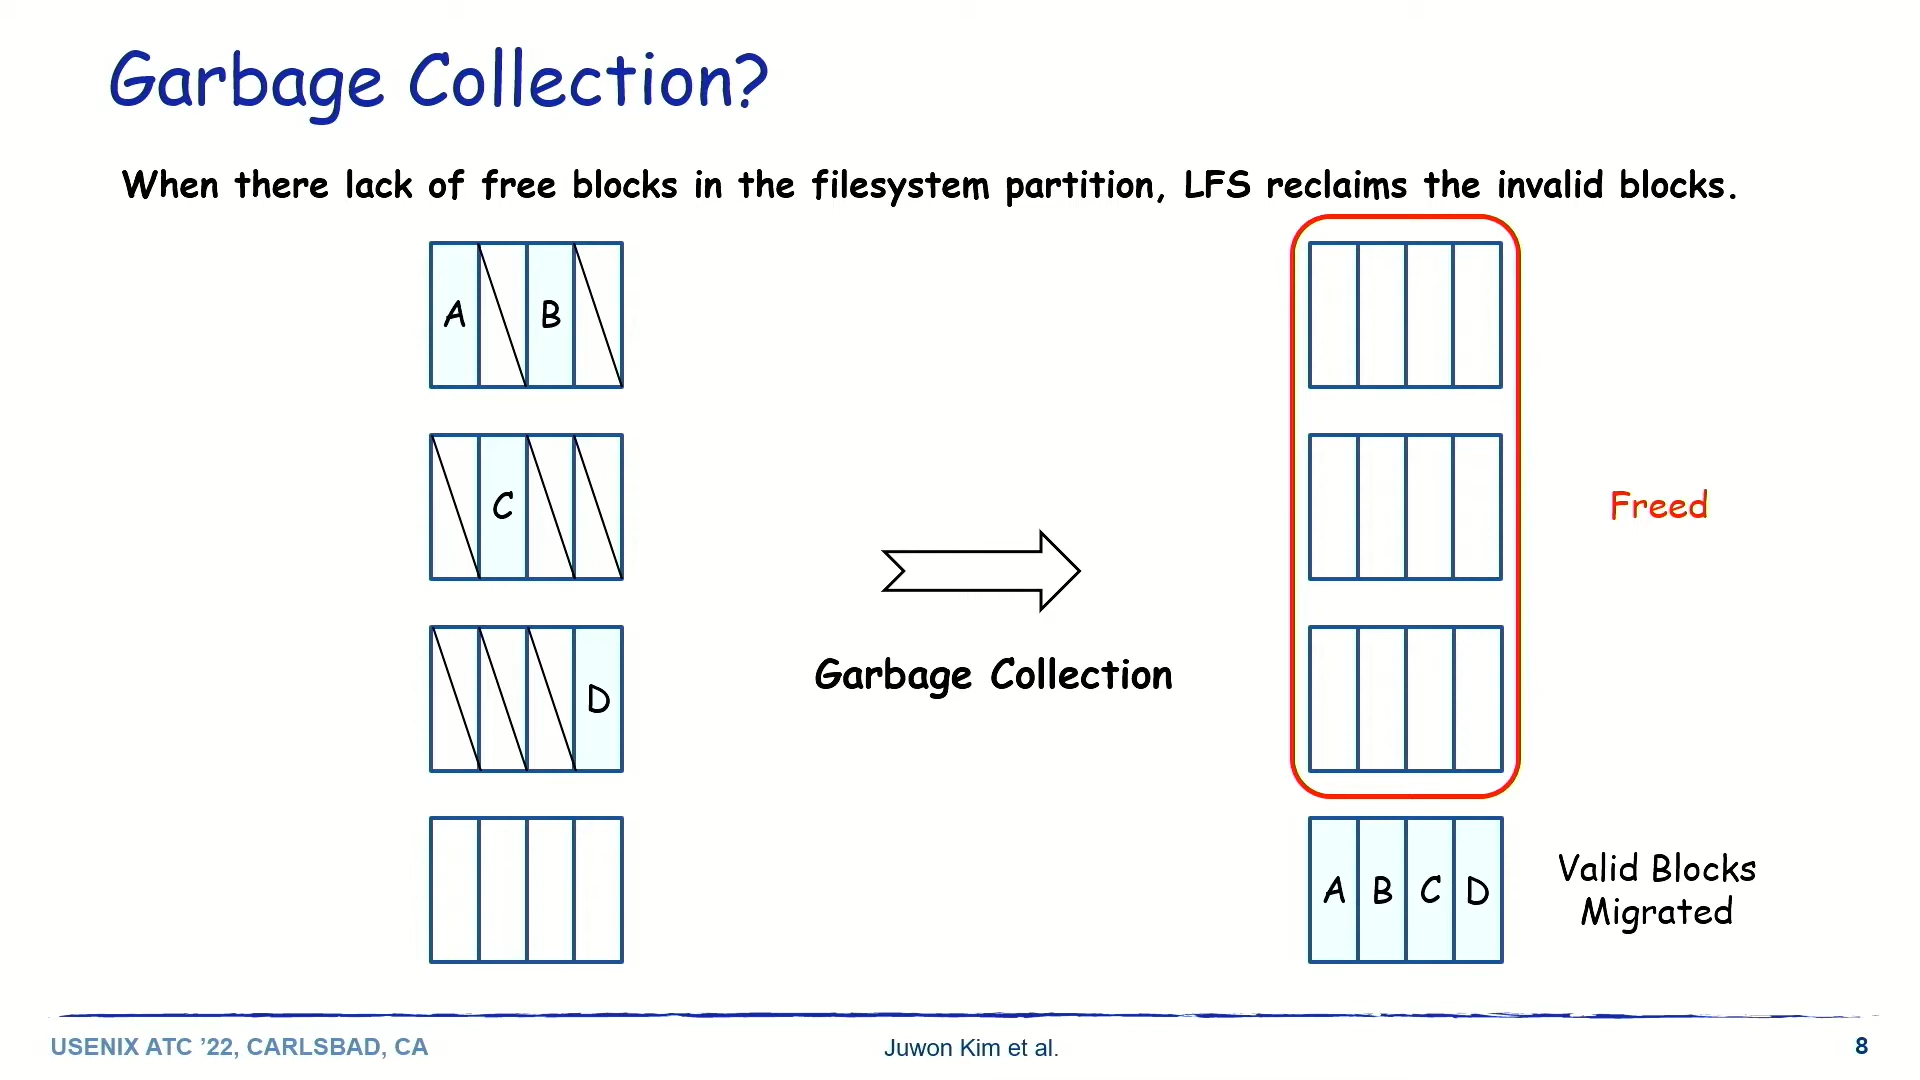 Garbage Collection?
When there lack of free blocks in the filesystem partition, LFS reclaims the invalid blocks.
A B
C
D
Garbage Collection
Freed
A B C D
Valid Blocks
Migrated
USENIX ATC ’22, CARLSBAD, CA
Juwon Kim et al.
8